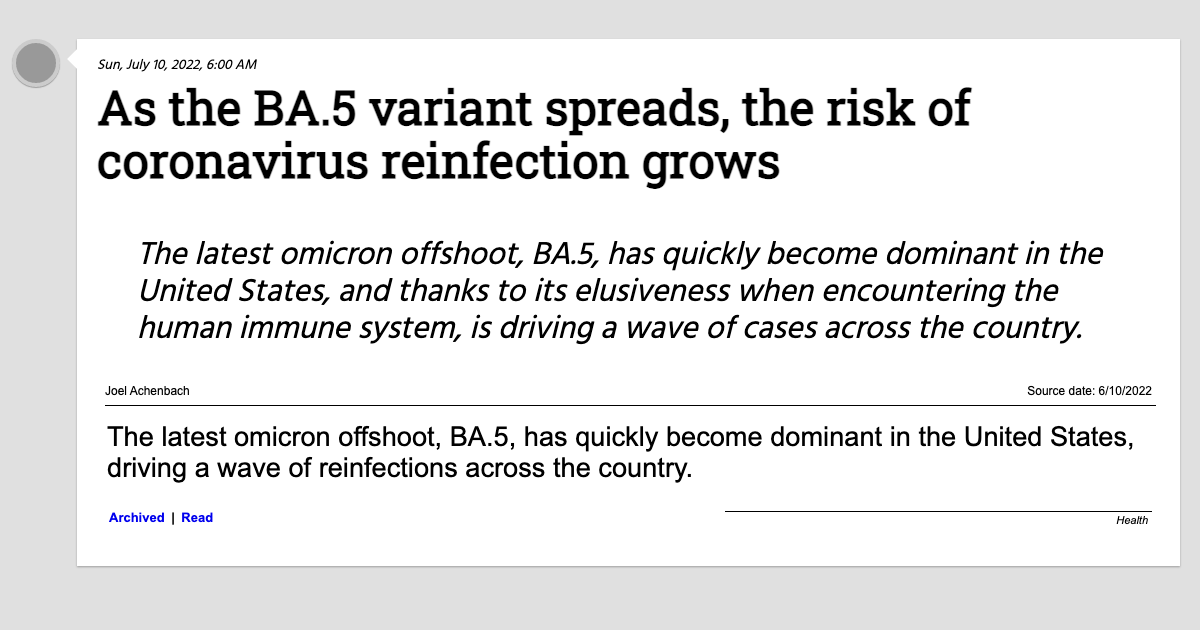 Sun, July 10, 2022, 6:00 AM
As the BA.5 variant spreads, the risk of
coronavirus reinfection grows
The latest omicron offshoot, BA.5, has quickly become dominant in the
United States, and thanks to its elusiveness when encountering the
human immune system, is driving a wave of cases across the country.
Joel Achenbach
Source date: 6/10/2022
The latest omicron offshoot, BA.5, has quickly become dominant in the United States,
driving a wave of reinfections across the country.
Archived | Read
Health